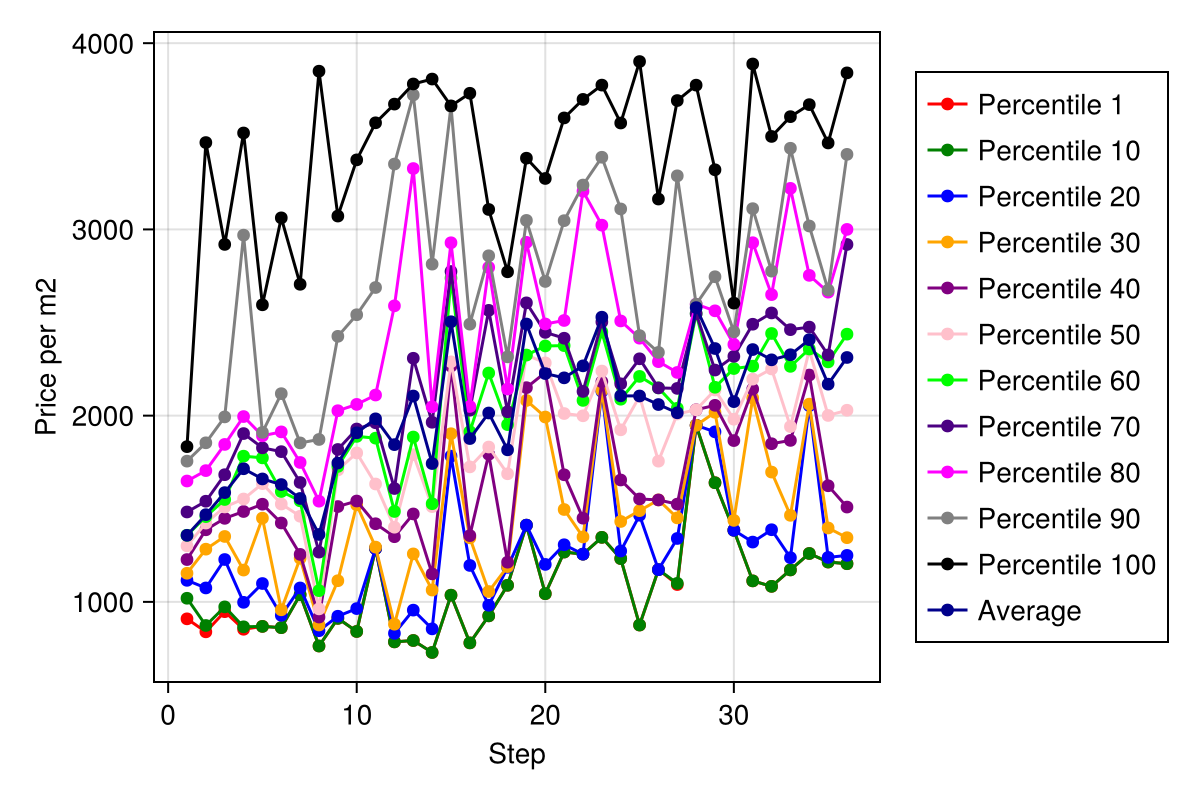 4000
3000
2000
1000
Price per m2
0 10 20 30
Step
Percentile 1
Percentile 10
Percentile 20
Percentile 30
Percentile 40
Percentile 50
Percentile 60
Percentile 70
Percentile 80
Percentile 90
Percentile 100
Average